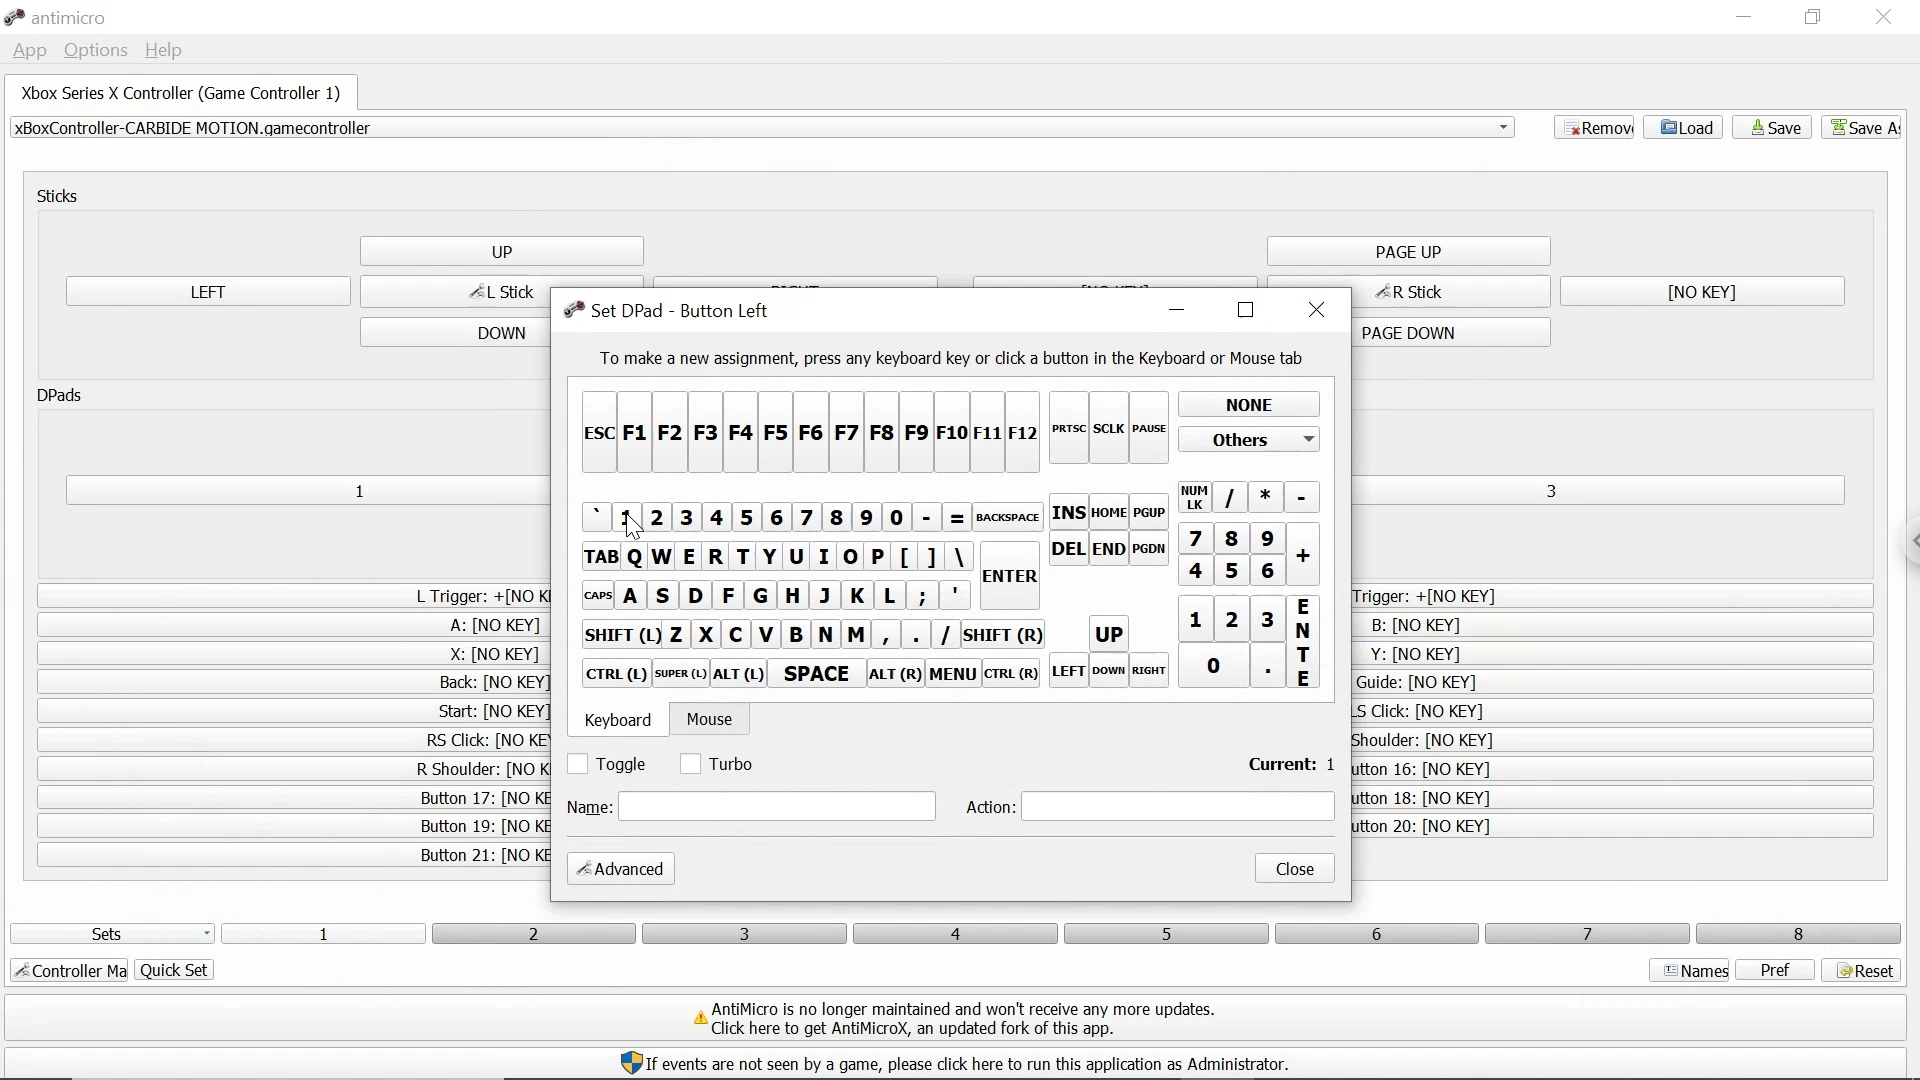 antimicro
App Options Help
Xbox Series X Controller (Game Controller 1)
xBoxController-CARBIDE MOTION.gamecontroller
Remov Load Save Save As
Sticks
UP PAGE UP
LEFT L Stick R Stick [NO KEY]
DOWN PAGE DOWN
DPads
1 3
L Trigger: +[NO KE Trigger: +[NO KEY]
A: [NO KEY] B: [NO KEY]
X: [NO KEY] Y: [NO KEY]
Back: [NO KEY] Guide: [NO KEY]
Start: [NO KEY] LS Click: [NO KEY]
RS Click: [NO KEY Shoulder: [NO KEY]
R Shoulder: [NO K utton 16: [NO KEY]
Button 17: [NO KE utton 18: [NO KEY]
Button 19: [NO KE utton 20: [NO KEY]
Button 21: [NO KE
Set DPad - Button Left
To make a new assignment, press any keyboard key or click a button in the Keyboard or Mouse tab
ESC F1 F2 F3 F4 F5 F6 F7 F8 F9 F10 F11 F12 PRTSC SCLK PAUSE NONE
Others
` 1 2 3 4 5 6 7 8 9 0 - = BACKSPACE INS HOME PGUP NUM LK / * -
TAB Q W E R T Y U I O P [ ] \ ENTER DEL END PGDN 7 8 9 +
4 5 6
CAPS A S D F G H J K L ; '
SHIFT (L) Z X C V B N M , . / SHIFT (R) UP 1 2 3 ENTE
CTRL (L) SUPER (L) ALT (L) SPACE ALT (R) MENU CTRL (R) LEFT DOWN RIGHT 0 .
Keyboard Mouse
Toggle Turbo Current: 1
Name: Action:
Advanced Close
Sets 1 2 3 4 5 6 7 8
Controller Ma Quick Set Names Pref Reset
AntiMicro is no longer maintained and won't receive any more updates.
Click here to get AntiMicroX, an updated fork of this app.
If events are not seen by a game, please click here to run this application as Administrator.